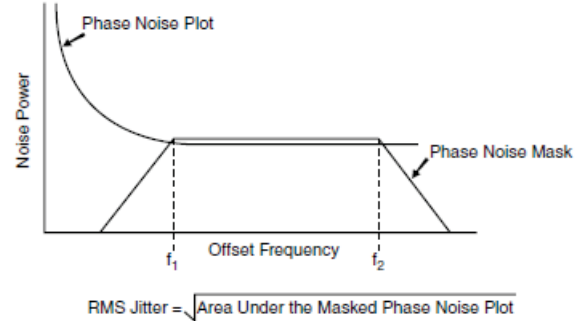 Phase Noise Plot
Noise Power
Phase Noise Mask
f₁
Offset Frequency
f₂
RMS Jitter = √Area Under the Masked Phase Noise Plot